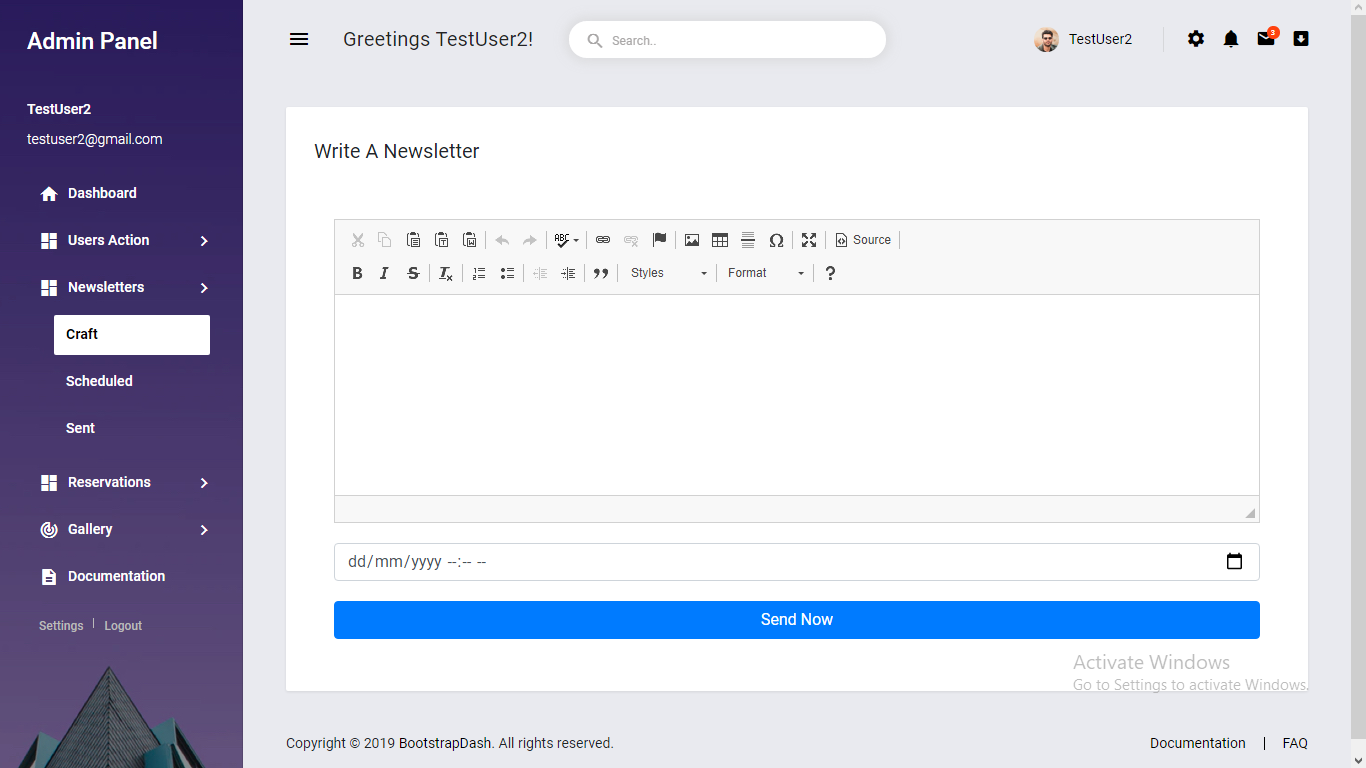 Admin Panel
TestUser2
testuser2@gmail.com
Dashboard
Users Action
Newsletters
Craft
Scheduled
Sent
Reservations
Gallery
Documentation
Settings | Logout
Greetings TestUser2!
Search..
TestUser2
3
Write A Newsletter
ABC
Source
B I S Tx
Styles
Format
?
dd/mm/yyyy --:-- --
Send Now
Activate Windows
Go to Settings to activate Windows.
Copyright © 2019 BootstrapDash. All rights reserved.
Documentation | FAQ